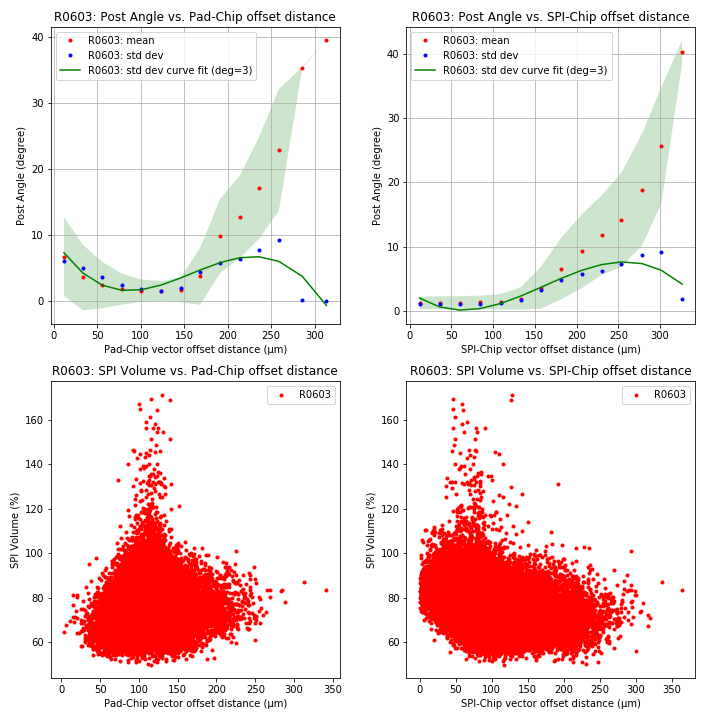 R0603: Post Angle vs. Pad-Chip offset distance
R0603: mean
R0603: std dev
R0603: std dev curve fit (deg=3)
40
30
20
10
0
Post Angle (degree)
0 50 100 150 200 250 300
Pad-Chip vector offset distance (μm)
R0603: Post Angle vs. SPI-Chip offset distance
R0603: mean
R0603: std dev
R0603: std dev curve fit (deg=3)
40
30
20
10
0
Post Angle (degree)
0 50 100 150 200 250 300
SPI-Chip vector offset distance (μm)
R0603: SPI Volume vs. Pad-Chip offset distance
R0603
160
140
120
100
80
60
SPI Volume (%)
0 50 100 150 200 250 300 350
Pad-Chip vector offset distance (μm)
R0603: SPI Volume vs. SPI-Chip offset distance
R0603
160
140
120
100
80
60
SPI Volume (%)
0 50 100 150 200 250 300 350
SPI-Chip vector offset distance (μm)